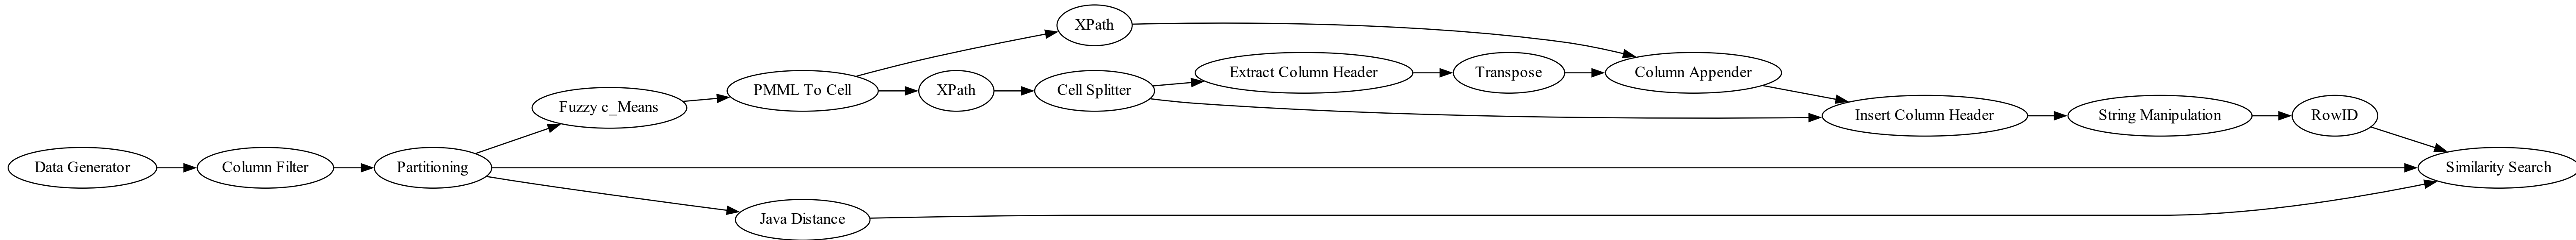 Data Generator
Column Filter
Partitioning
Fuzzy c_Means
Java Distance
PMML To Cell
XPath
XPath
Cell Splitter
Extract Column Header
Transpose
Column Appender
Insert Column Header
String Manipulation
RowID
Similarity Search